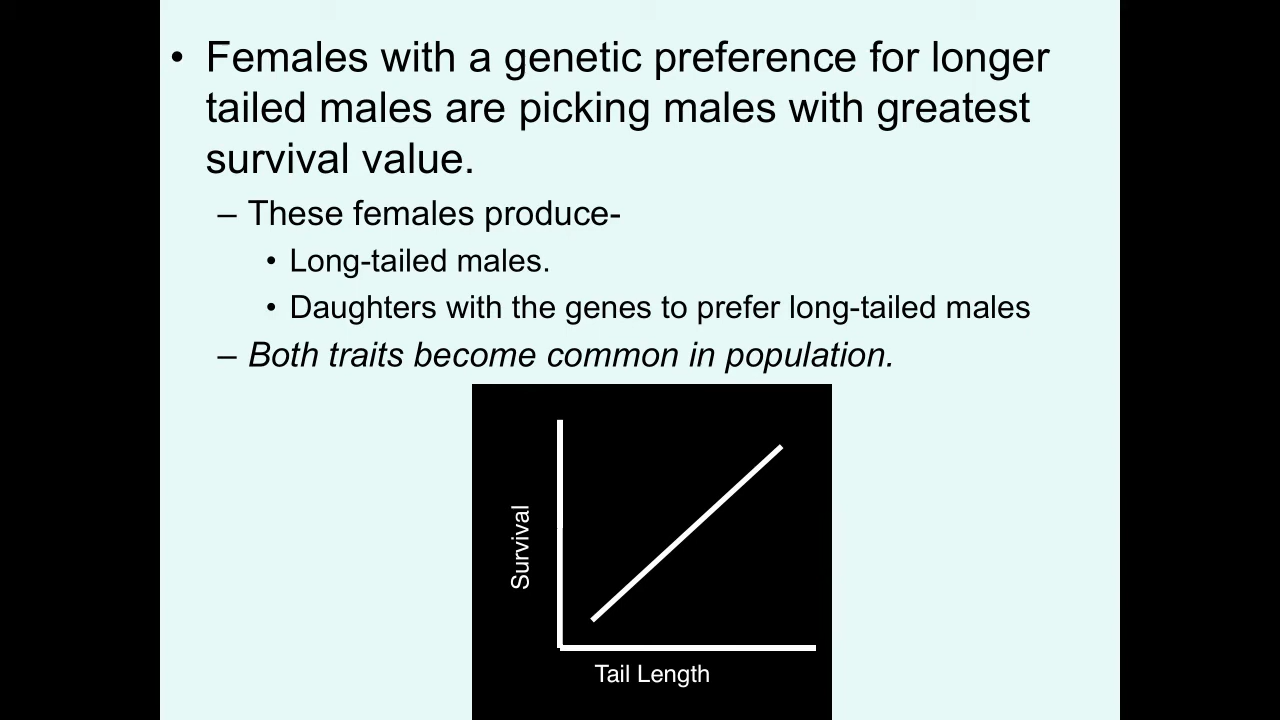 • Females with a genetic preference for longer
tailed males are picking males with greatest
survival value.
– These females produce-
• Long-tailed males.
• Daughters with the genes to prefer long-tailed males
– Both traits become common in population.
Survival
Tail Length